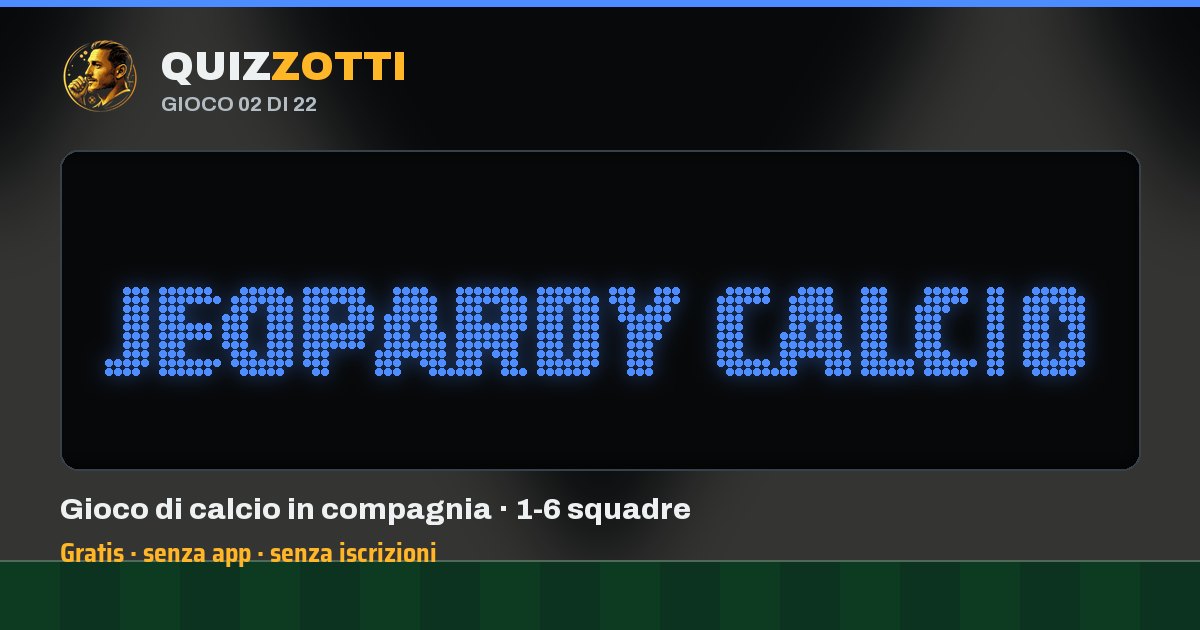 QUIZZOTTI
GIOCO 02 DI 22
JEOPARDY CALCIO
Gioco di calcio in compagnia · 1-6 squadre
Gratis · senza app · senza iscrizioni